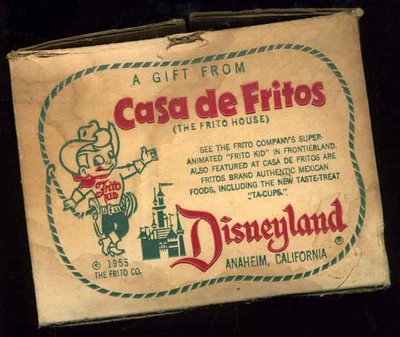 A GIFT FROM
Casa de Fritos
(THE FRITO HOUSE)
SEE THE FRITO COMPANY'S SUPER-
ANIMATED "FRITO KID" IN FRONTIERLAND.
ALSO FEATURED AT CASA DE FRITOS ARE
FRITOS BRAND AUTHENTIC MEXICAN
FOODS, INCLUDING THE NEW TASTE-TREAT
"TA-CUPS."
Frito
KID
Disneyland ®
ANAHEIM, CALIFORNIA
© 1955
THE FRITO CO.